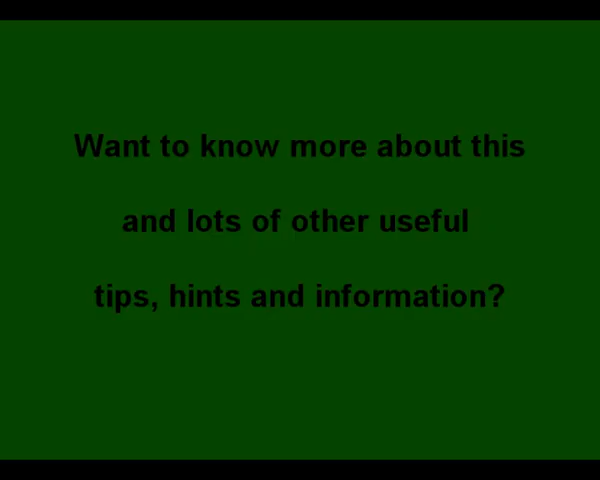 Want to know more about this
and lots of other useful
tips, hints and information?